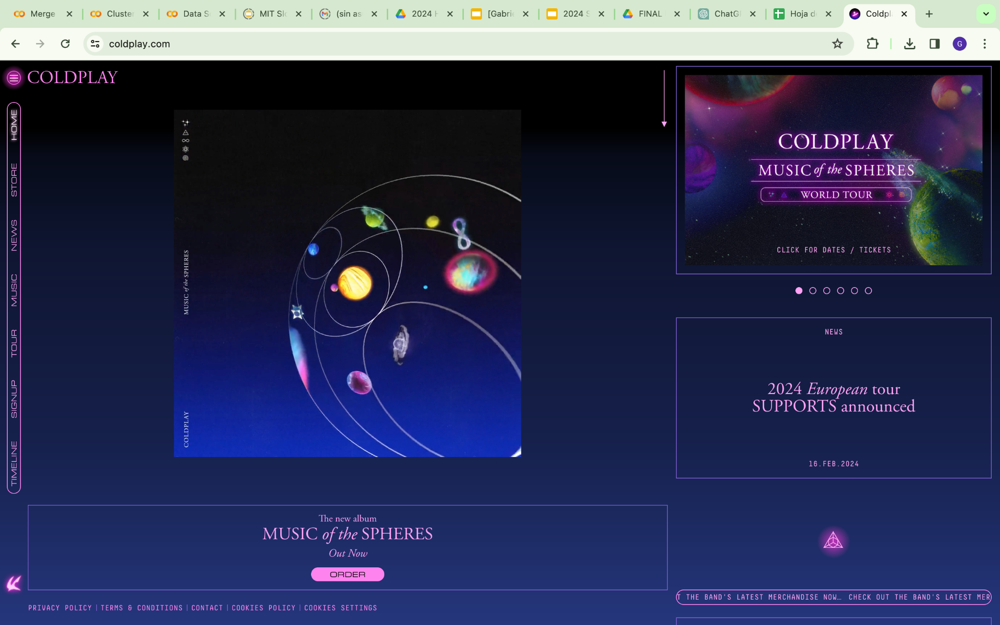 Merge
Cluster
Data S
MIT Slo
(sin as
2024 H
[Gabrie
2024 S
FINAL
ChatG
Hoja d
Coldpl
coldplay.com
G
COLDPLAY
HOME
STORE
NEWS
MUSIC
TOUR
SIGNUP
TIMELINE
MUSIC of the SPHERES
COLDPLAY
The new album
MUSIC of the SPHERES
Out Now
ORDER
PRIVACY POLICY | TERMS & CONDITIONS | CONTACT | COOKIES POLICY | COOKIES SETTINGS
COLDPLAY
MUSIC of the SPHERES
WORLD TOUR
CLICK FOR DATES / TICKETS
NEWS
2024 European tour
SUPPORTS announced
16.FEB.2024
T THE BAND'S LATEST MERCHANDISE NOW… CHECK OUT THE BAND'S LATEST MER